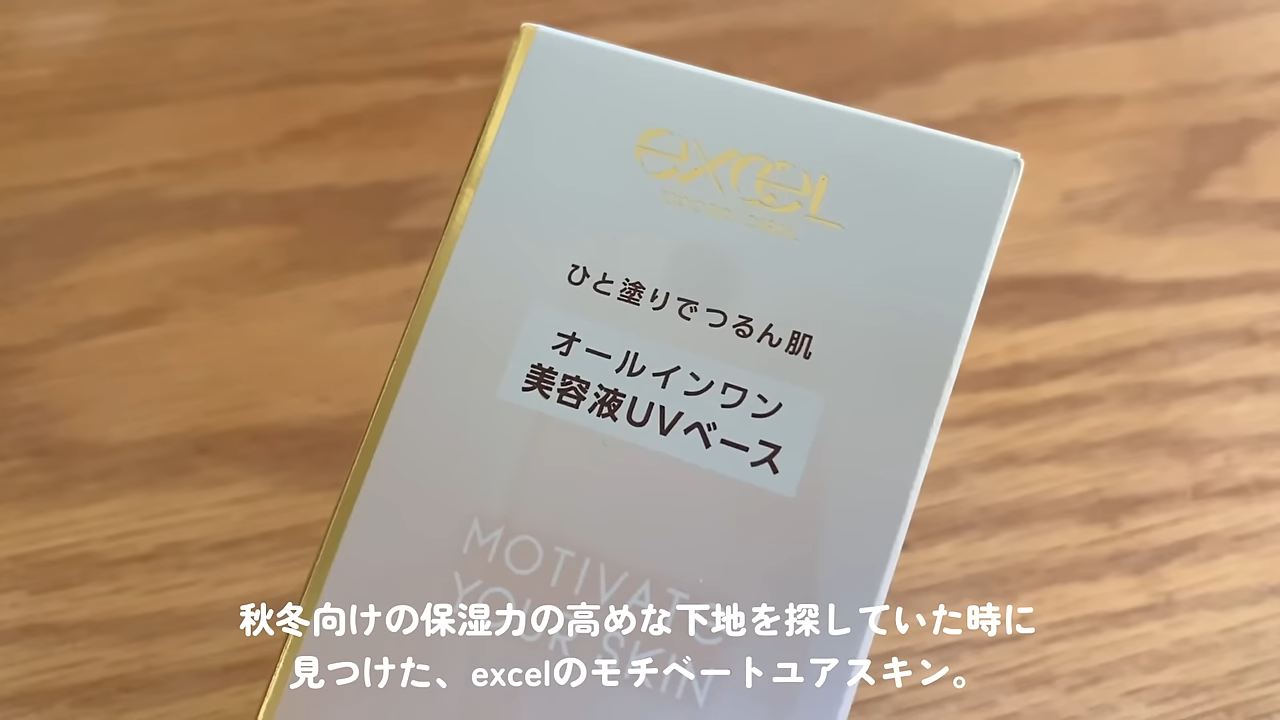 excel
ひと塗りでつるん肌
オールインワン
美容液UVベース
MOTIVATE
YOUR SKIN
秋冬向けの保湿力の高めな下地を探していた時に
見つけた、excelのモチベートユアスキン。